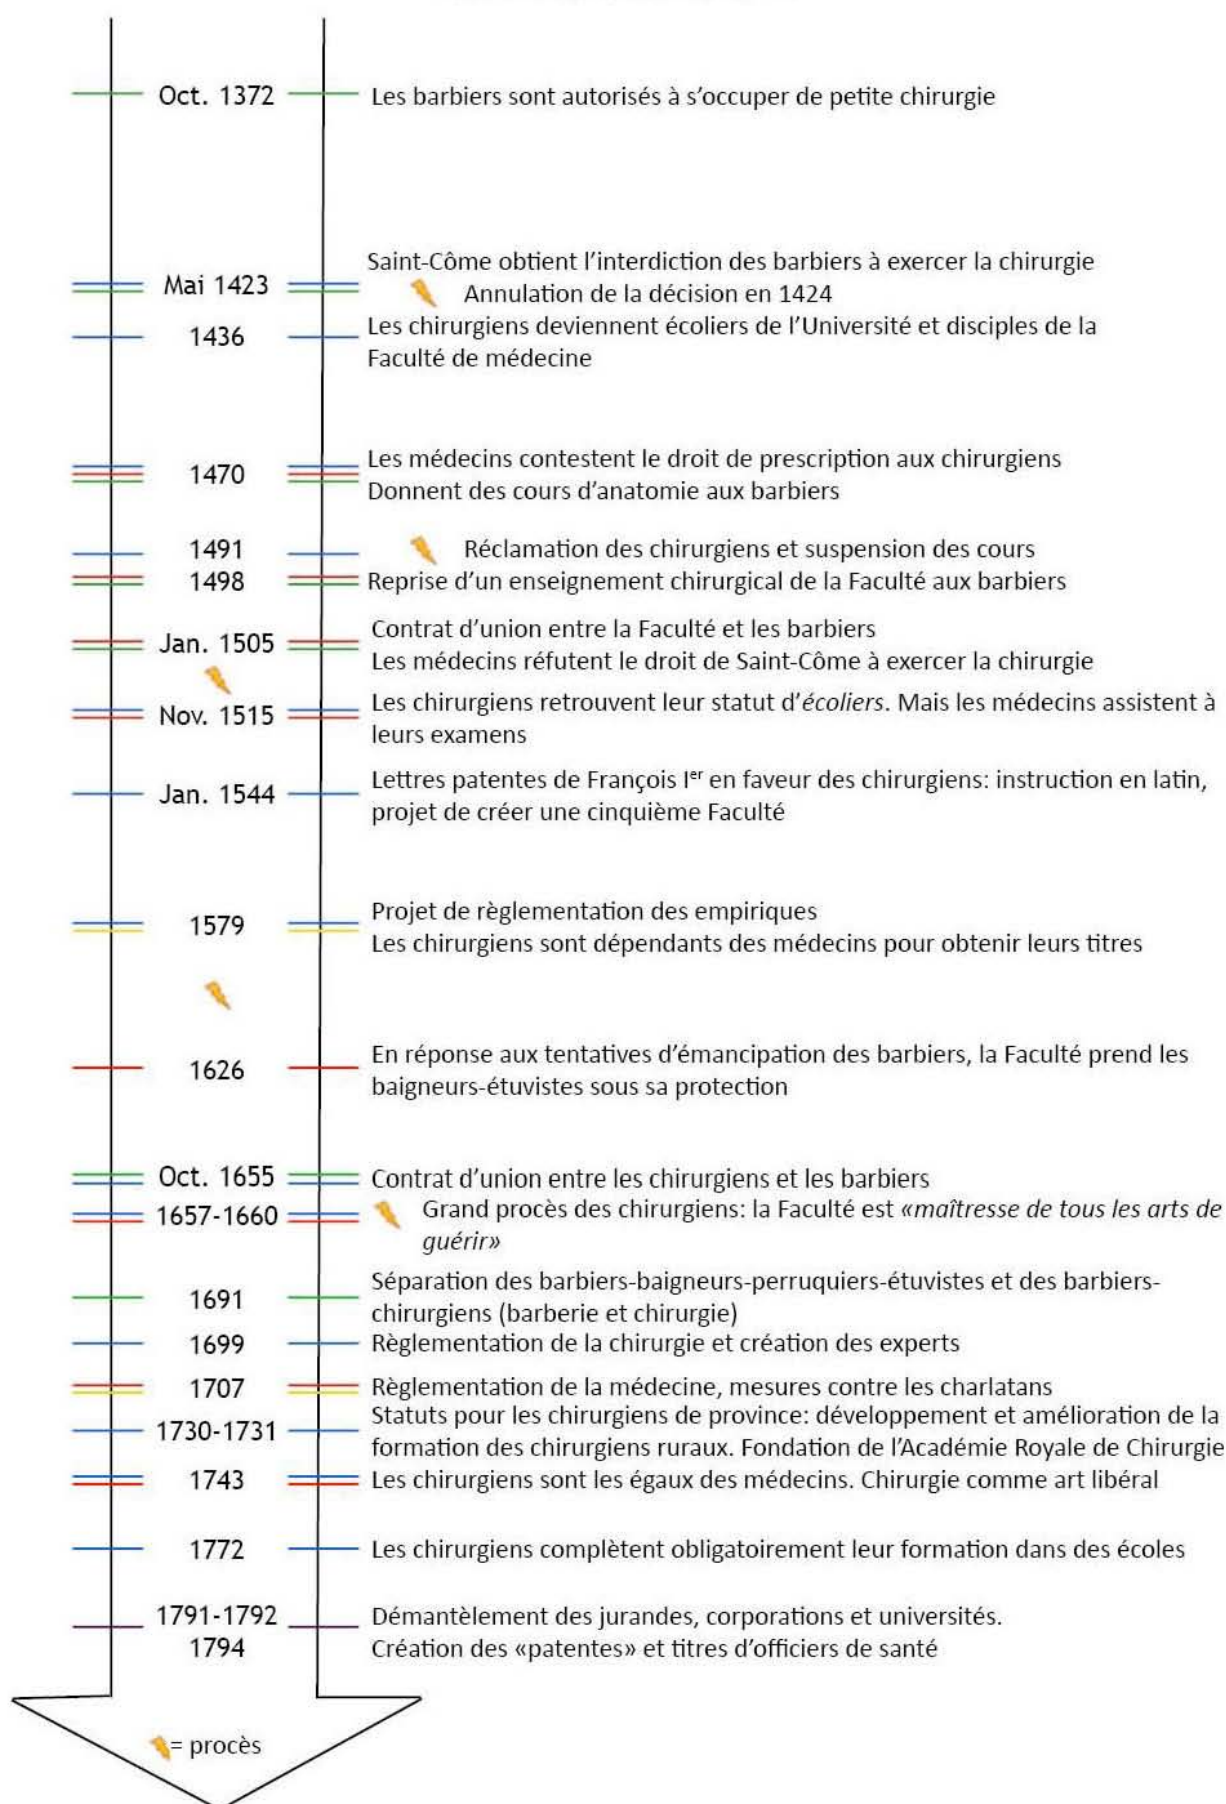 Oct. 1372
Les barbiers sont autorisés à s’occuper de petite chirurgie
Mai 1423
Saint-Côme obtient l’interdiction des barbiers à exercer la chirurgie
Annulation de la décision en 1424
1436
Les chirurgiens deviennent écoliers de l’Université et disciples de la
Faculté de médecine
1470
Les médecins contestent le droit de prescription aux chirurgiens
Donnent des cours d’anatomie aux barbiers
1491
Réclamation des chirurgiens et suspension des cours
1498
Reprise d’un enseignement chirurgical de la Faculté aux barbiers
Jan. 1505
Contrat d’union entre la Faculté et les barbiers
Les médecins réfutent le droit de Saint-Côme à exercer la chirurgie
Nov. 1515
Les chirurgiens retrouvent leur statut d’écoliers. Mais les médecins assistent à
leurs examens
Jan. 1544
Lettres patentes de François Ier en faveur des chirurgiens: instruction en latin,
projet de créer une cinquième Faculté
1579
Projet de règlementation des empiriques
Les chirurgiens sont dépendants des médecins pour obtenir leurs titres
1626
En réponse aux tentatives d’émancipation des barbiers, la Faculté prend les
baigneurs-étuvistes sous sa protection
Oct. 1655
Contrat d’union entre les chirurgiens et les barbiers
1657-1660
Grand procès des chirurgiens: la Faculté est «maîtresse de tous les arts de
guérir»
1691
Séparation des barbiers-baigneurs-perruquiers-étuvistes et des barbiers-
chirurgiens (barberie et chirurgie)
1699
Règlementation de la chirurgie et création des experts
1707
Règlementation de la médecine, mesures contre les charlatans
1730-1731
Statuts pour les chirurgiens de province: développement et amélioration de la
formation des chirurgiens ruraux. Fondation de l’Académie Royale de Chirurgie
1743
Les chirurgiens sont les égaux des médecins. Chirurgie comme art libéral
1772
Les chirurgiens complètent obligatoirement leur formation dans des écoles
1791-1792
Démantèlement des jurandes, corporations et universités.
1794
Création des «patentes» et titres d’officiers de santé
= procès